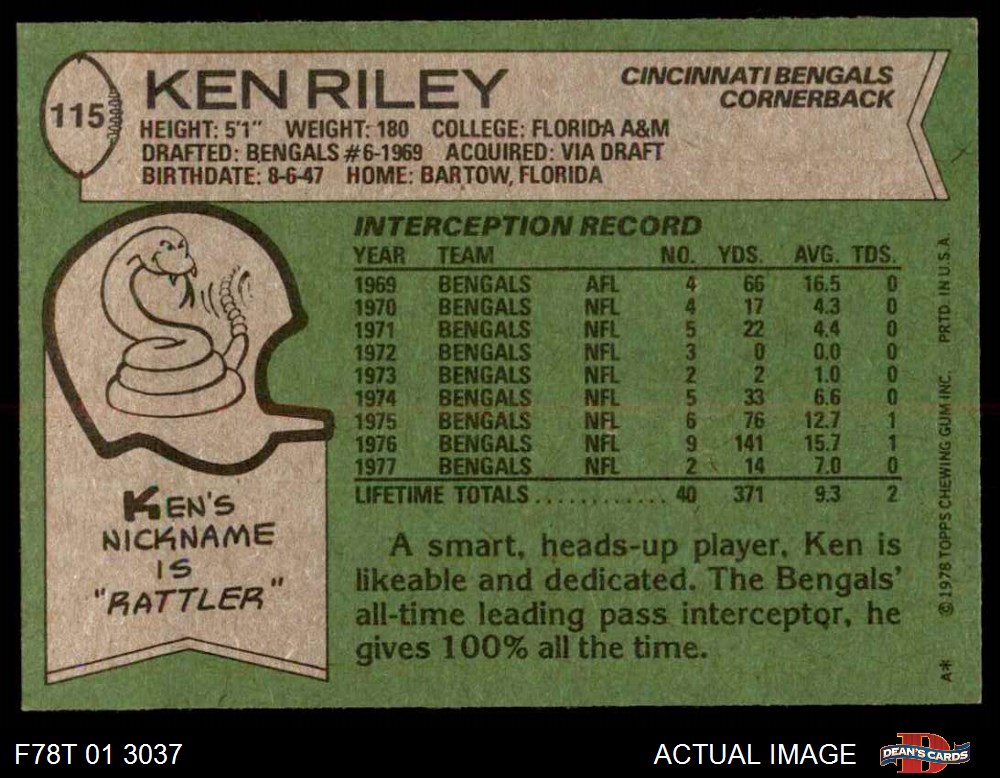 115
KEN RILEY
CINCINNATI BENGALS
CORNERBACK
HEIGHT: 5'1" WEIGHT: 180 COLLEGE: FLORIDA A&M
DRAFTED: BENGALS #6-1969 ACQUIRED: VIA DRAFT
BIRTHDATE: 8-6-47 HOME: BARTOW, FLORIDA
INTERCEPTION RECORD
YEAR TEAM NO. YDS. AVG. TDS.
1969 BENGALS AFL 4 66 16.5 0
1970 BENGALS NFL 4 17 4.3 0
1971 BENGALS NFL 5 22 4.4 0
1972 BENGALS NFL 3 0 0.0 0
1973 BENGALS NFL 2 2 1.0 0
1974 BENGALS NFL 5 33 6.6 0
1975 BENGALS NFL 6 76 12.7 1
1976 BENGALS NFL 9 141 15.7 1
1977 BENGALS NFL 2 14 7.0 0
LIFETIME TOTALS............ 40 371 9.3 2
KEN'S
NICKNAME
IS
"RATTLER"
A smart, heads-up player, Ken is
likeable and dedicated. The Bengals'
all-time leading pass interceptor, he
gives 100% all the time.
A* © 1978 TOPPS CHEWING GUM INC. PRTD. IN U.S.A.
F78T 01 3037
ACTUAL IMAGE
D
DEAN'S CARDS